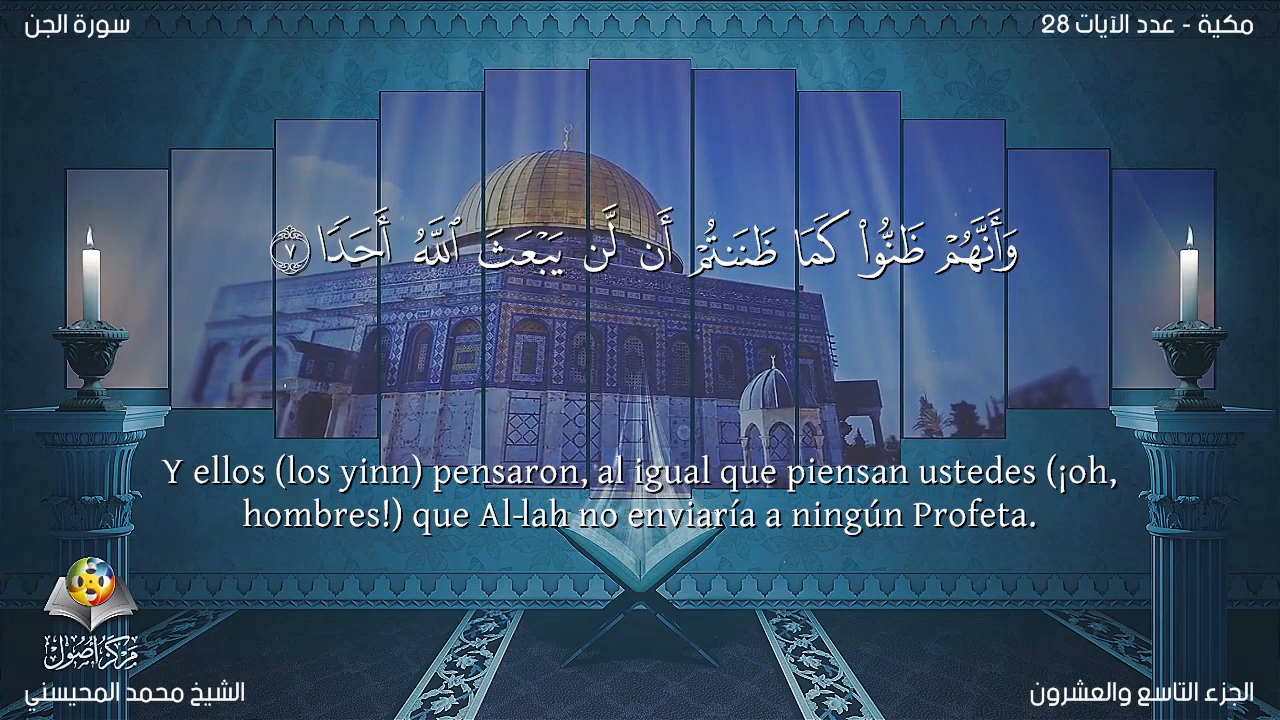 سورة الجن
مكية - عدد الآيات 28
وَأَنَّهُمْ ظَنُّوا۟ كَمَا ظَنَنتُمْ أَن لَّن يَبْعَثَ ٱللَّهُ أَحَدًا ٧
Y ellos (los yinn) pensaron, al igual que piensan ustedes (¡oh,
hombres!) que Al-lah no enviaría a ningún Profeta.
مركز أصول
الشيخ محمد المحيسني
الجزء التاسع والعشرون